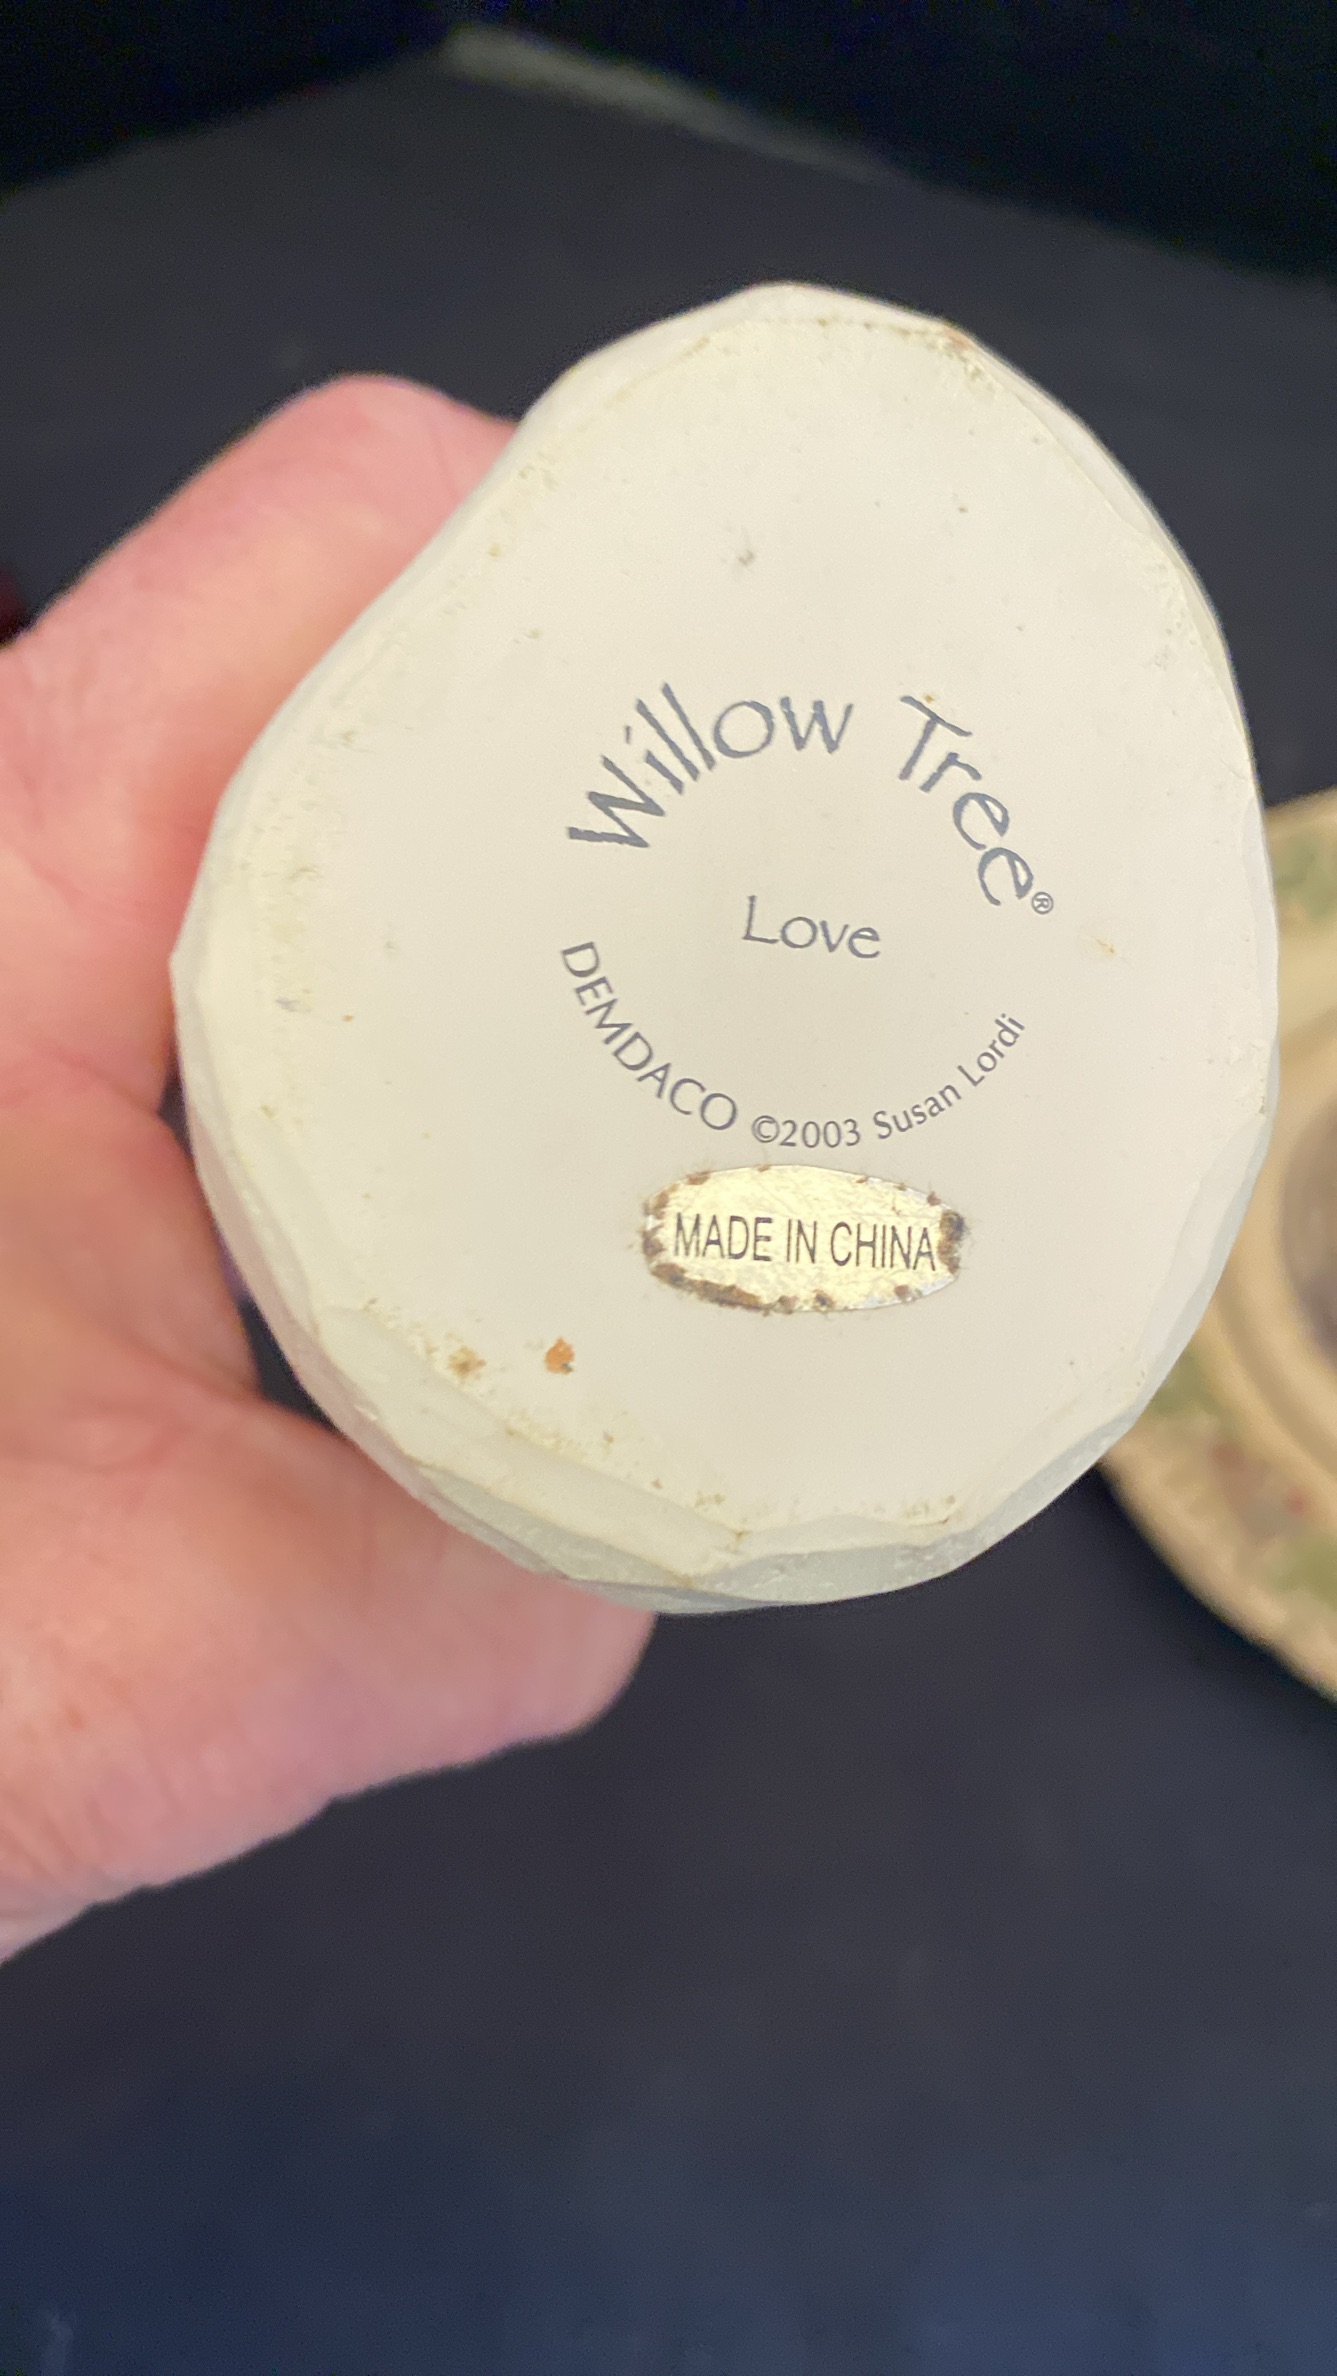 Willow Tree®
Love
DEMDACO ©2003 Susan Lordi
MADE IN CHINA